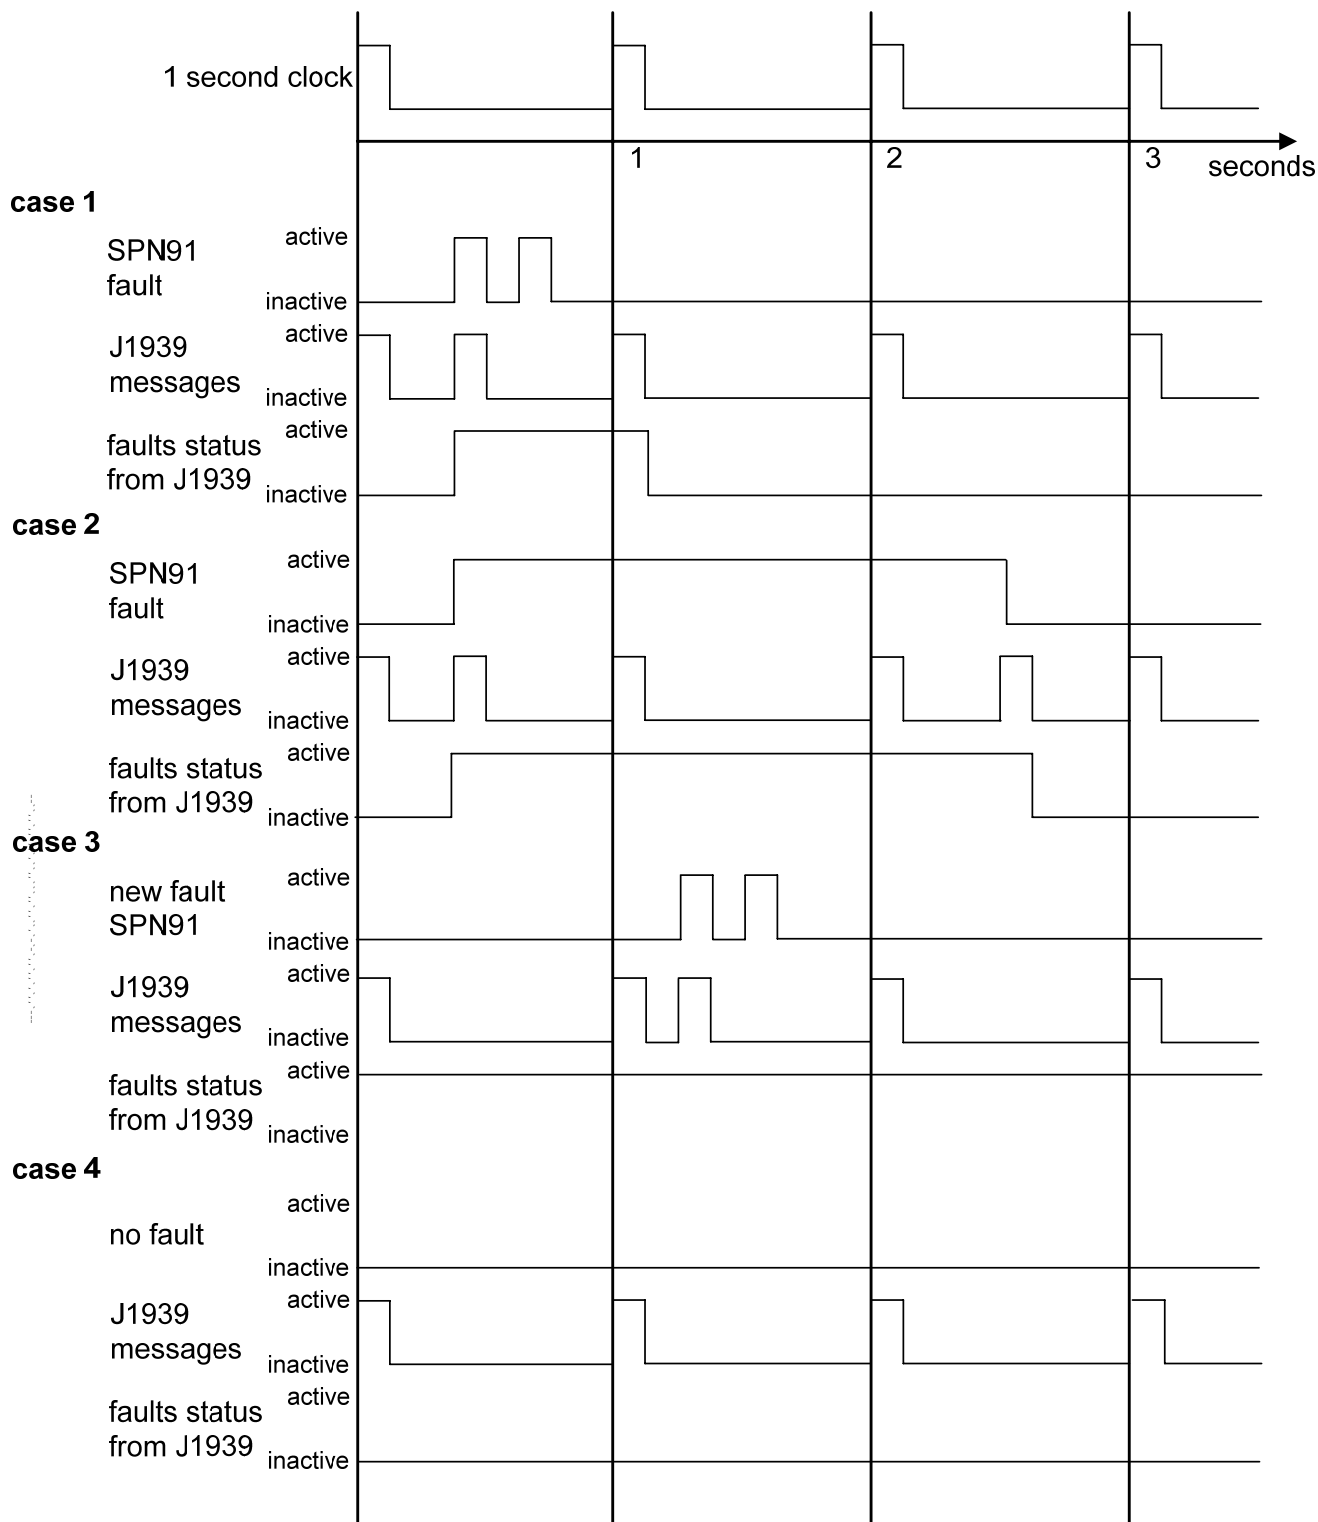 1 second clock
1
2
3
seconds
case 1
SPN91
fault
active
inactive
J1939
messages
active
inactive
faults status
from J1939
active
inactive
case 2
SPN91
fault
active
inactive
J1939
messages
active
inactive
faults status
from J1939
active
inactive
case 3
new fault
SPN91
active
inactive
J1939
messages
active
inactive
faults status
from J1939
active
inactive
case 4
no fault
active
inactive
J1939
messages
active
inactive
faults status
from J1939
active
inactive